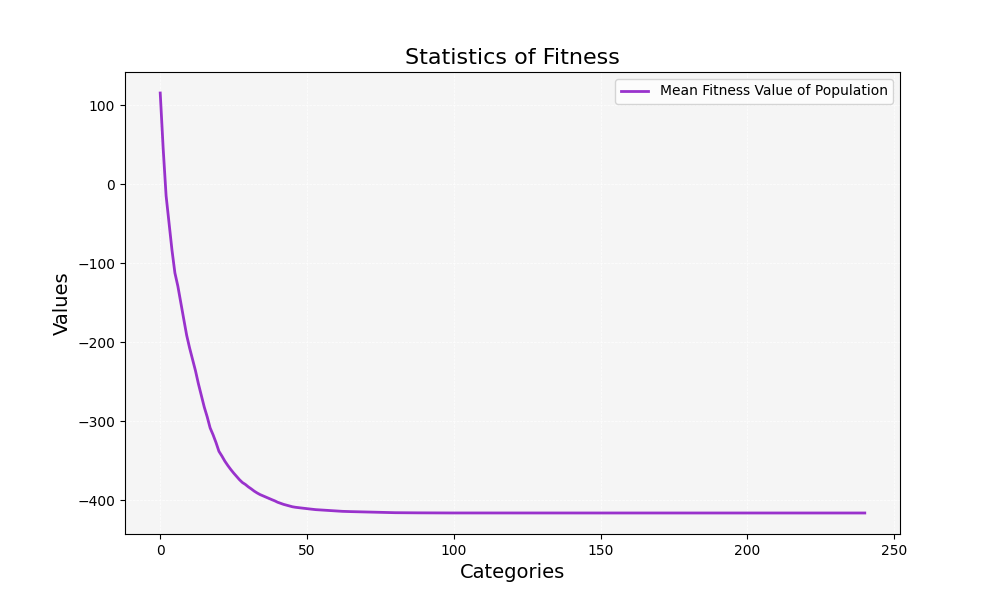 Statistics of Fitness
Mean Fitness Value of Population
100
0
−100
−200
−300
−400
Values
0 50 100 150 200 250
Categories